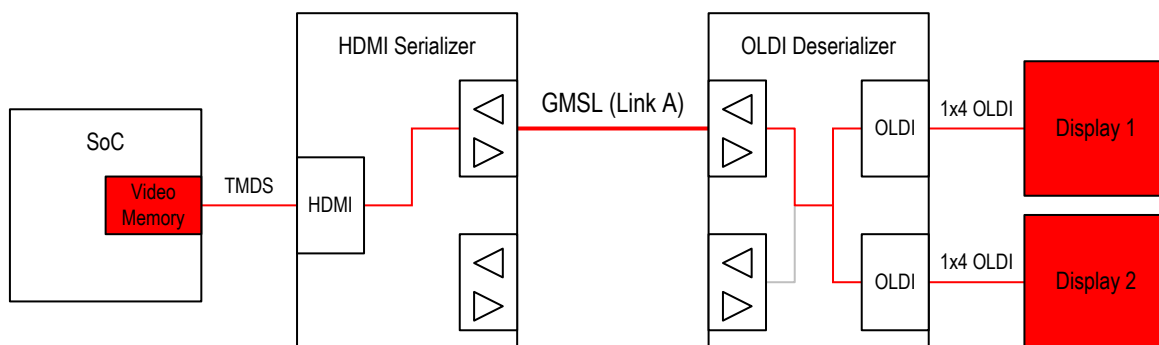 HDMI Serializer
OLDI Deserializer
GMSL (Link A)
1x4 OLDI
OLDI
Display 1
SoC
Video
Memory
TMDS
HDMI
1x4 OLDI
OLDI
Display 2